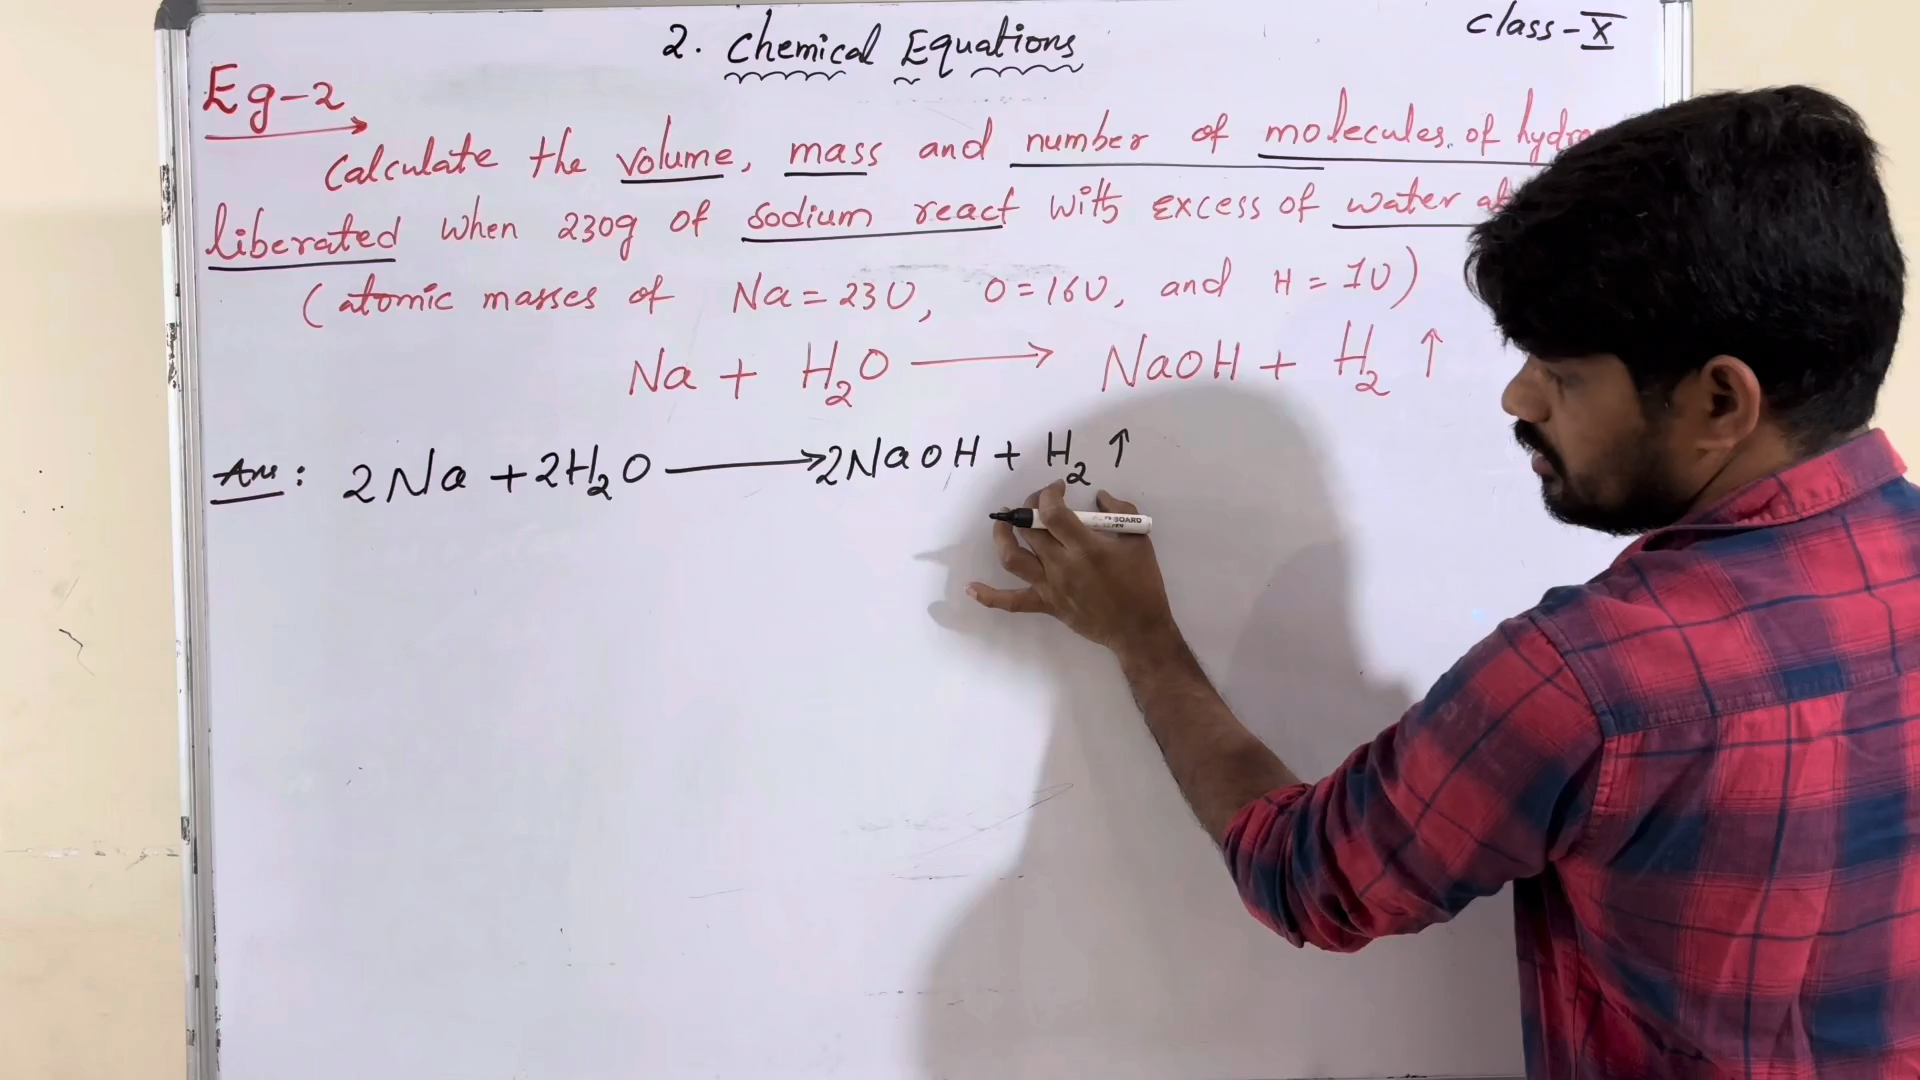 2. Chemical Equations
Class-X
Eg-2
Calculate the volume, mass and number of molecules of
liberated when 230g of sodium react with excess of water at
(atomic masses of Na = 23U, O = 16U, and H = 1U)
Na + H₂O ⟶ NaOH + H₂ ↑
Ans: 2Na + 2H₂O ⟶ 2NaOH + H₂ ↑
BOARD